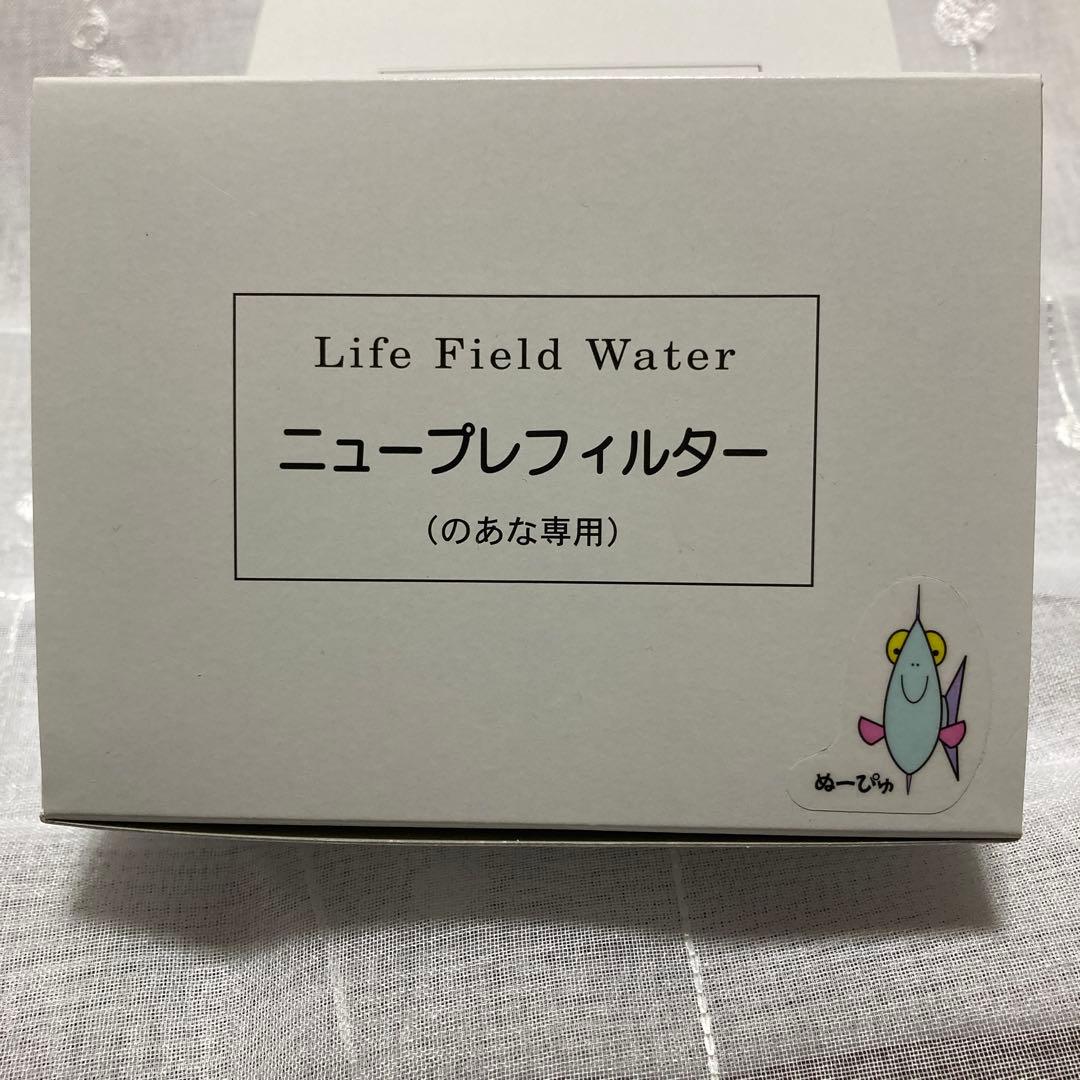 Life Field Water
ニュープレフィルター
（のあな専用）
ぬーぴゅ